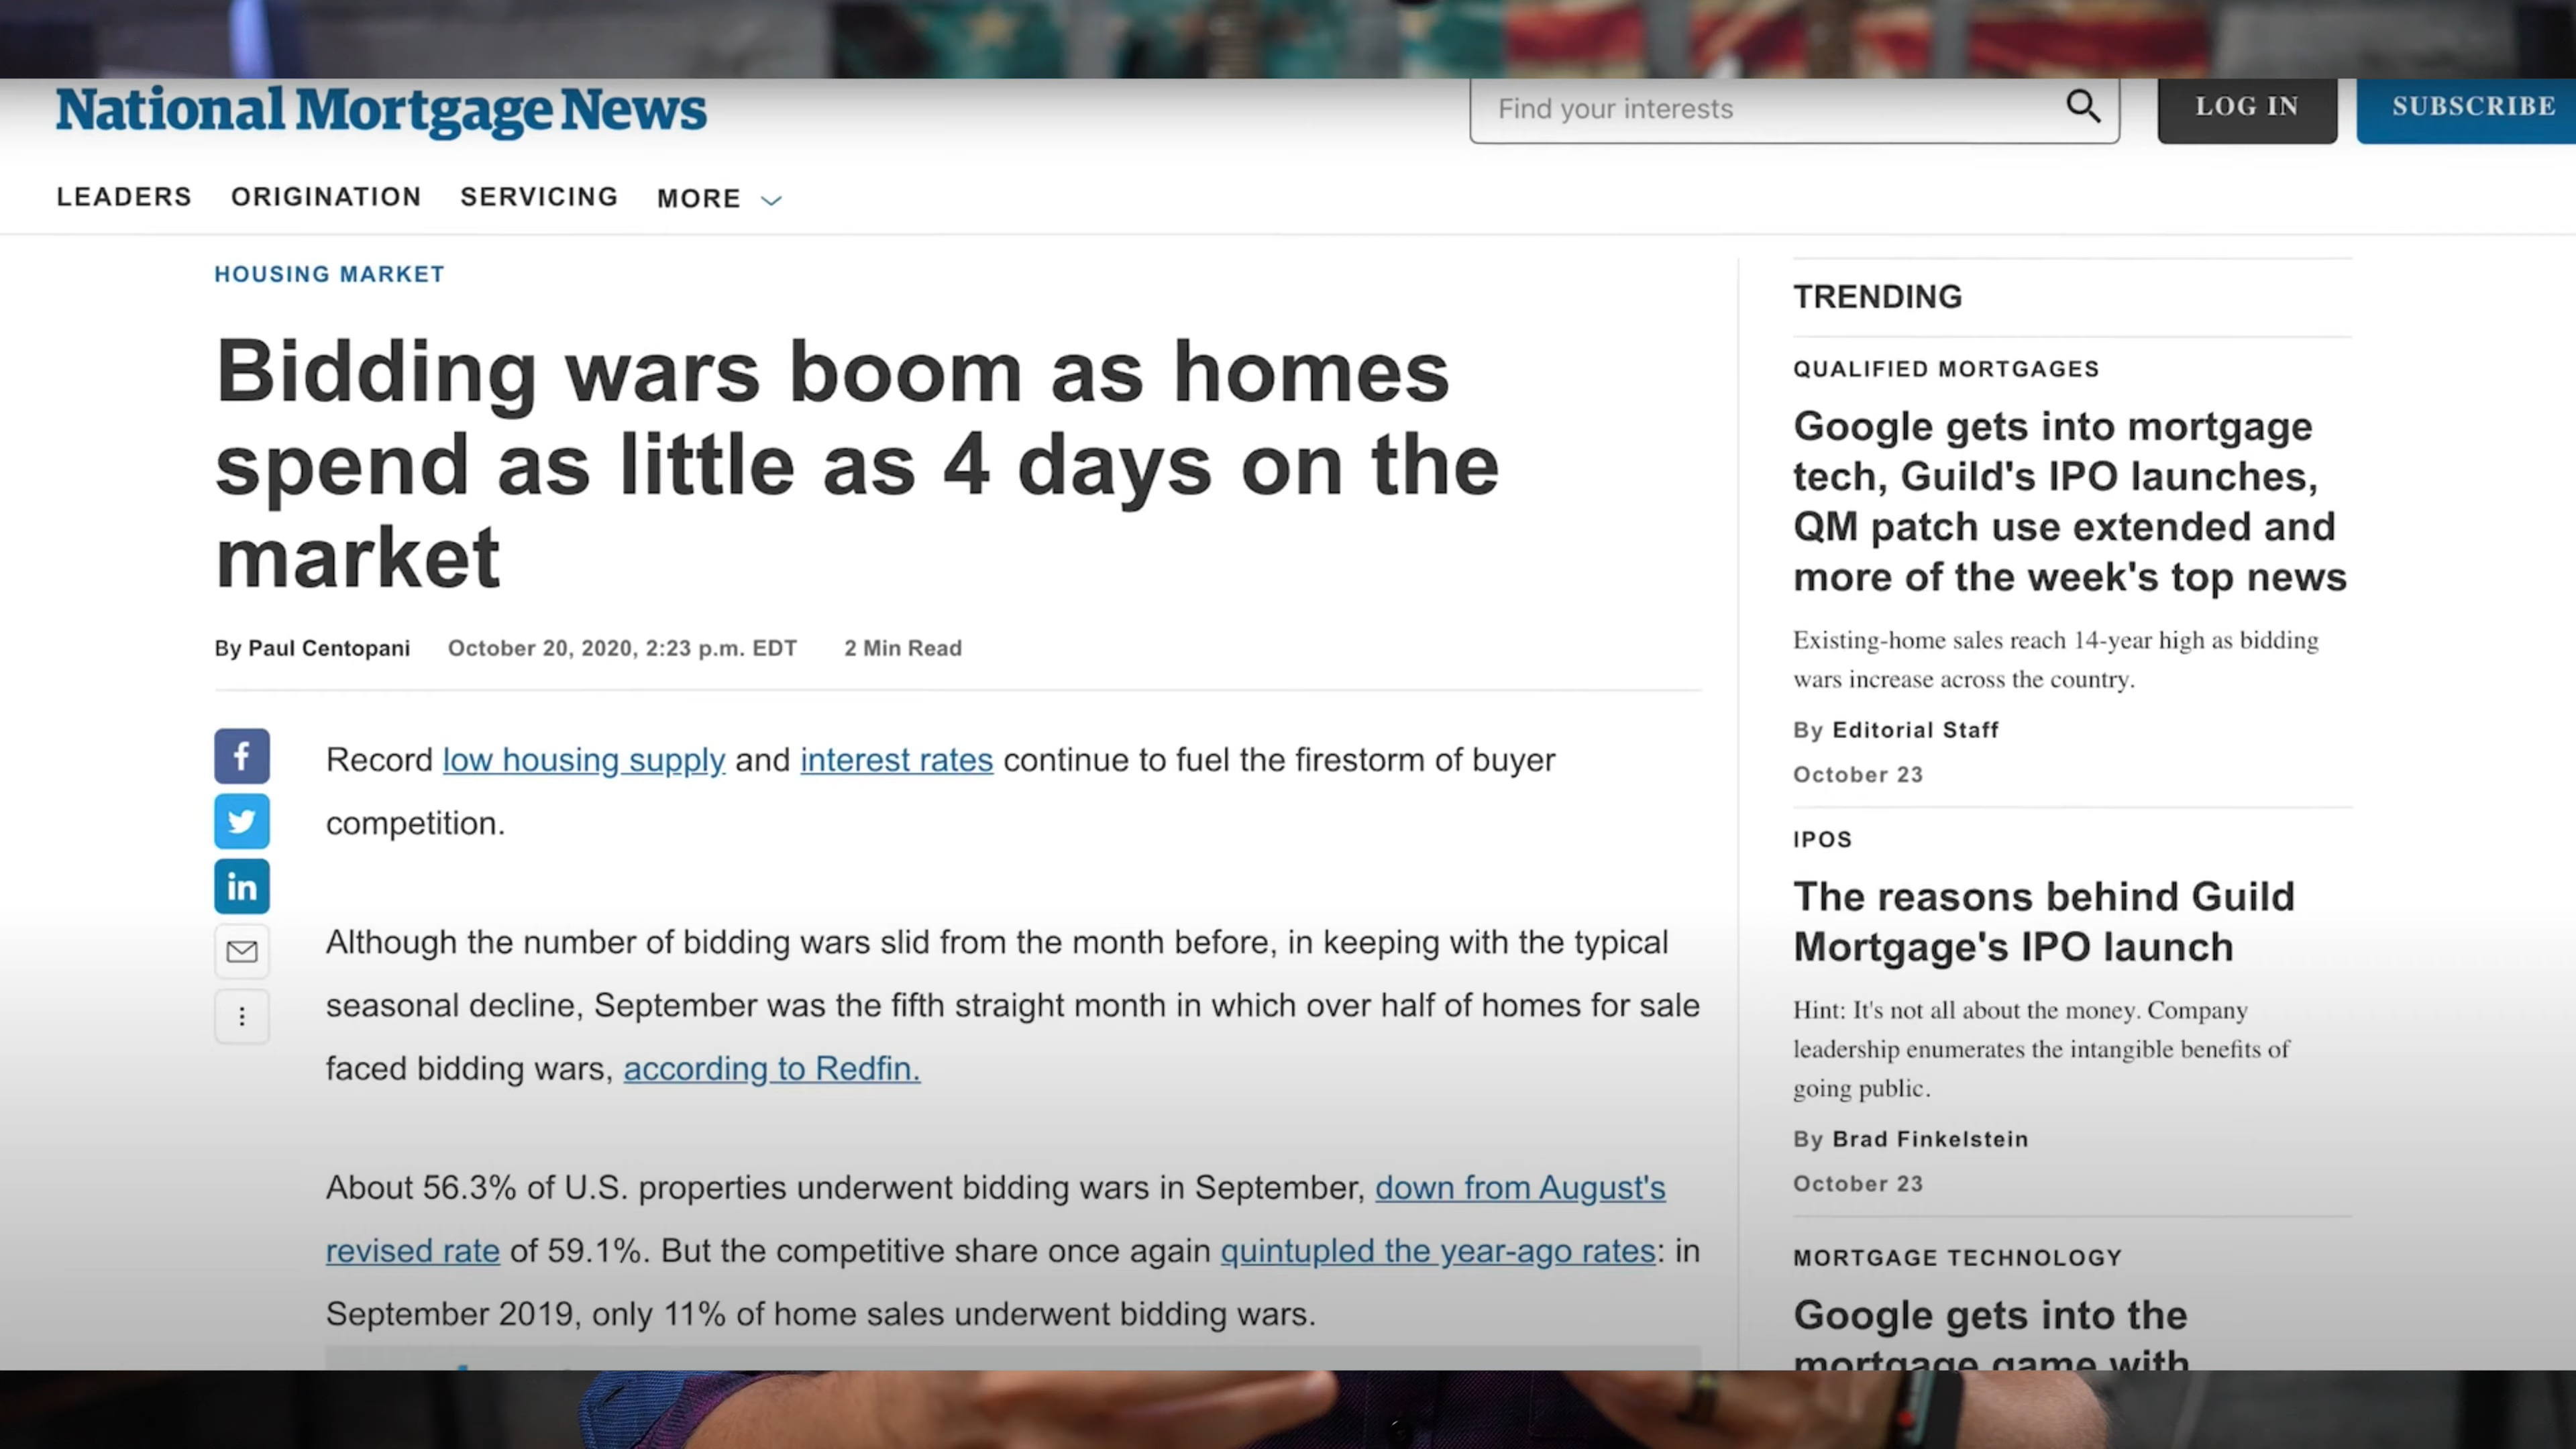 National Mortgage News
Find your interests
LOG IN
SUBSCRIBE
LEADERS ORIGINATION SERVICING MORE
HOUSING MARKET
Bidding wars boom as homes
spend as little as 4 days on the
market
By Paul Centopani October 20, 2020, 2:23 p.m. EDT 2 Min Read
f
in
Record low housing supply and interest rates continue to fuel the firestorm of buyer
competition.
Although the number of bidding wars slid from the month before, in keeping with the typical
seasonal decline, September was the fifth straight month in which over half of homes for sale
faced bidding wars, according to Redfin.
About 56.3% of U.S. properties underwent bidding wars in September, down from August's
revised rate of 59.1%. But the competitive share once again quintupled the year-ago rates: in
September 2019, only 11% of home sales underwent bidding wars.
TRENDING
QUALIFIED MORTGAGES
Google gets into mortgage
tech, Guild's IPO launches,
QM patch use extended and
more of the week's top news
Existing-home sales reach 14-year high as bidding
wars increase across the country.
By Editorial Staff
October 23
IPOS
The reasons behind Guild
Mortgage's IPO launch
Hint: It's not all about the money. Company
leadership enumerates the intangible benefits of
going public.
By Brad Finkelstein
October 23
MORTGAGE TECHNOLOGY
Google gets into the
mortgage game with